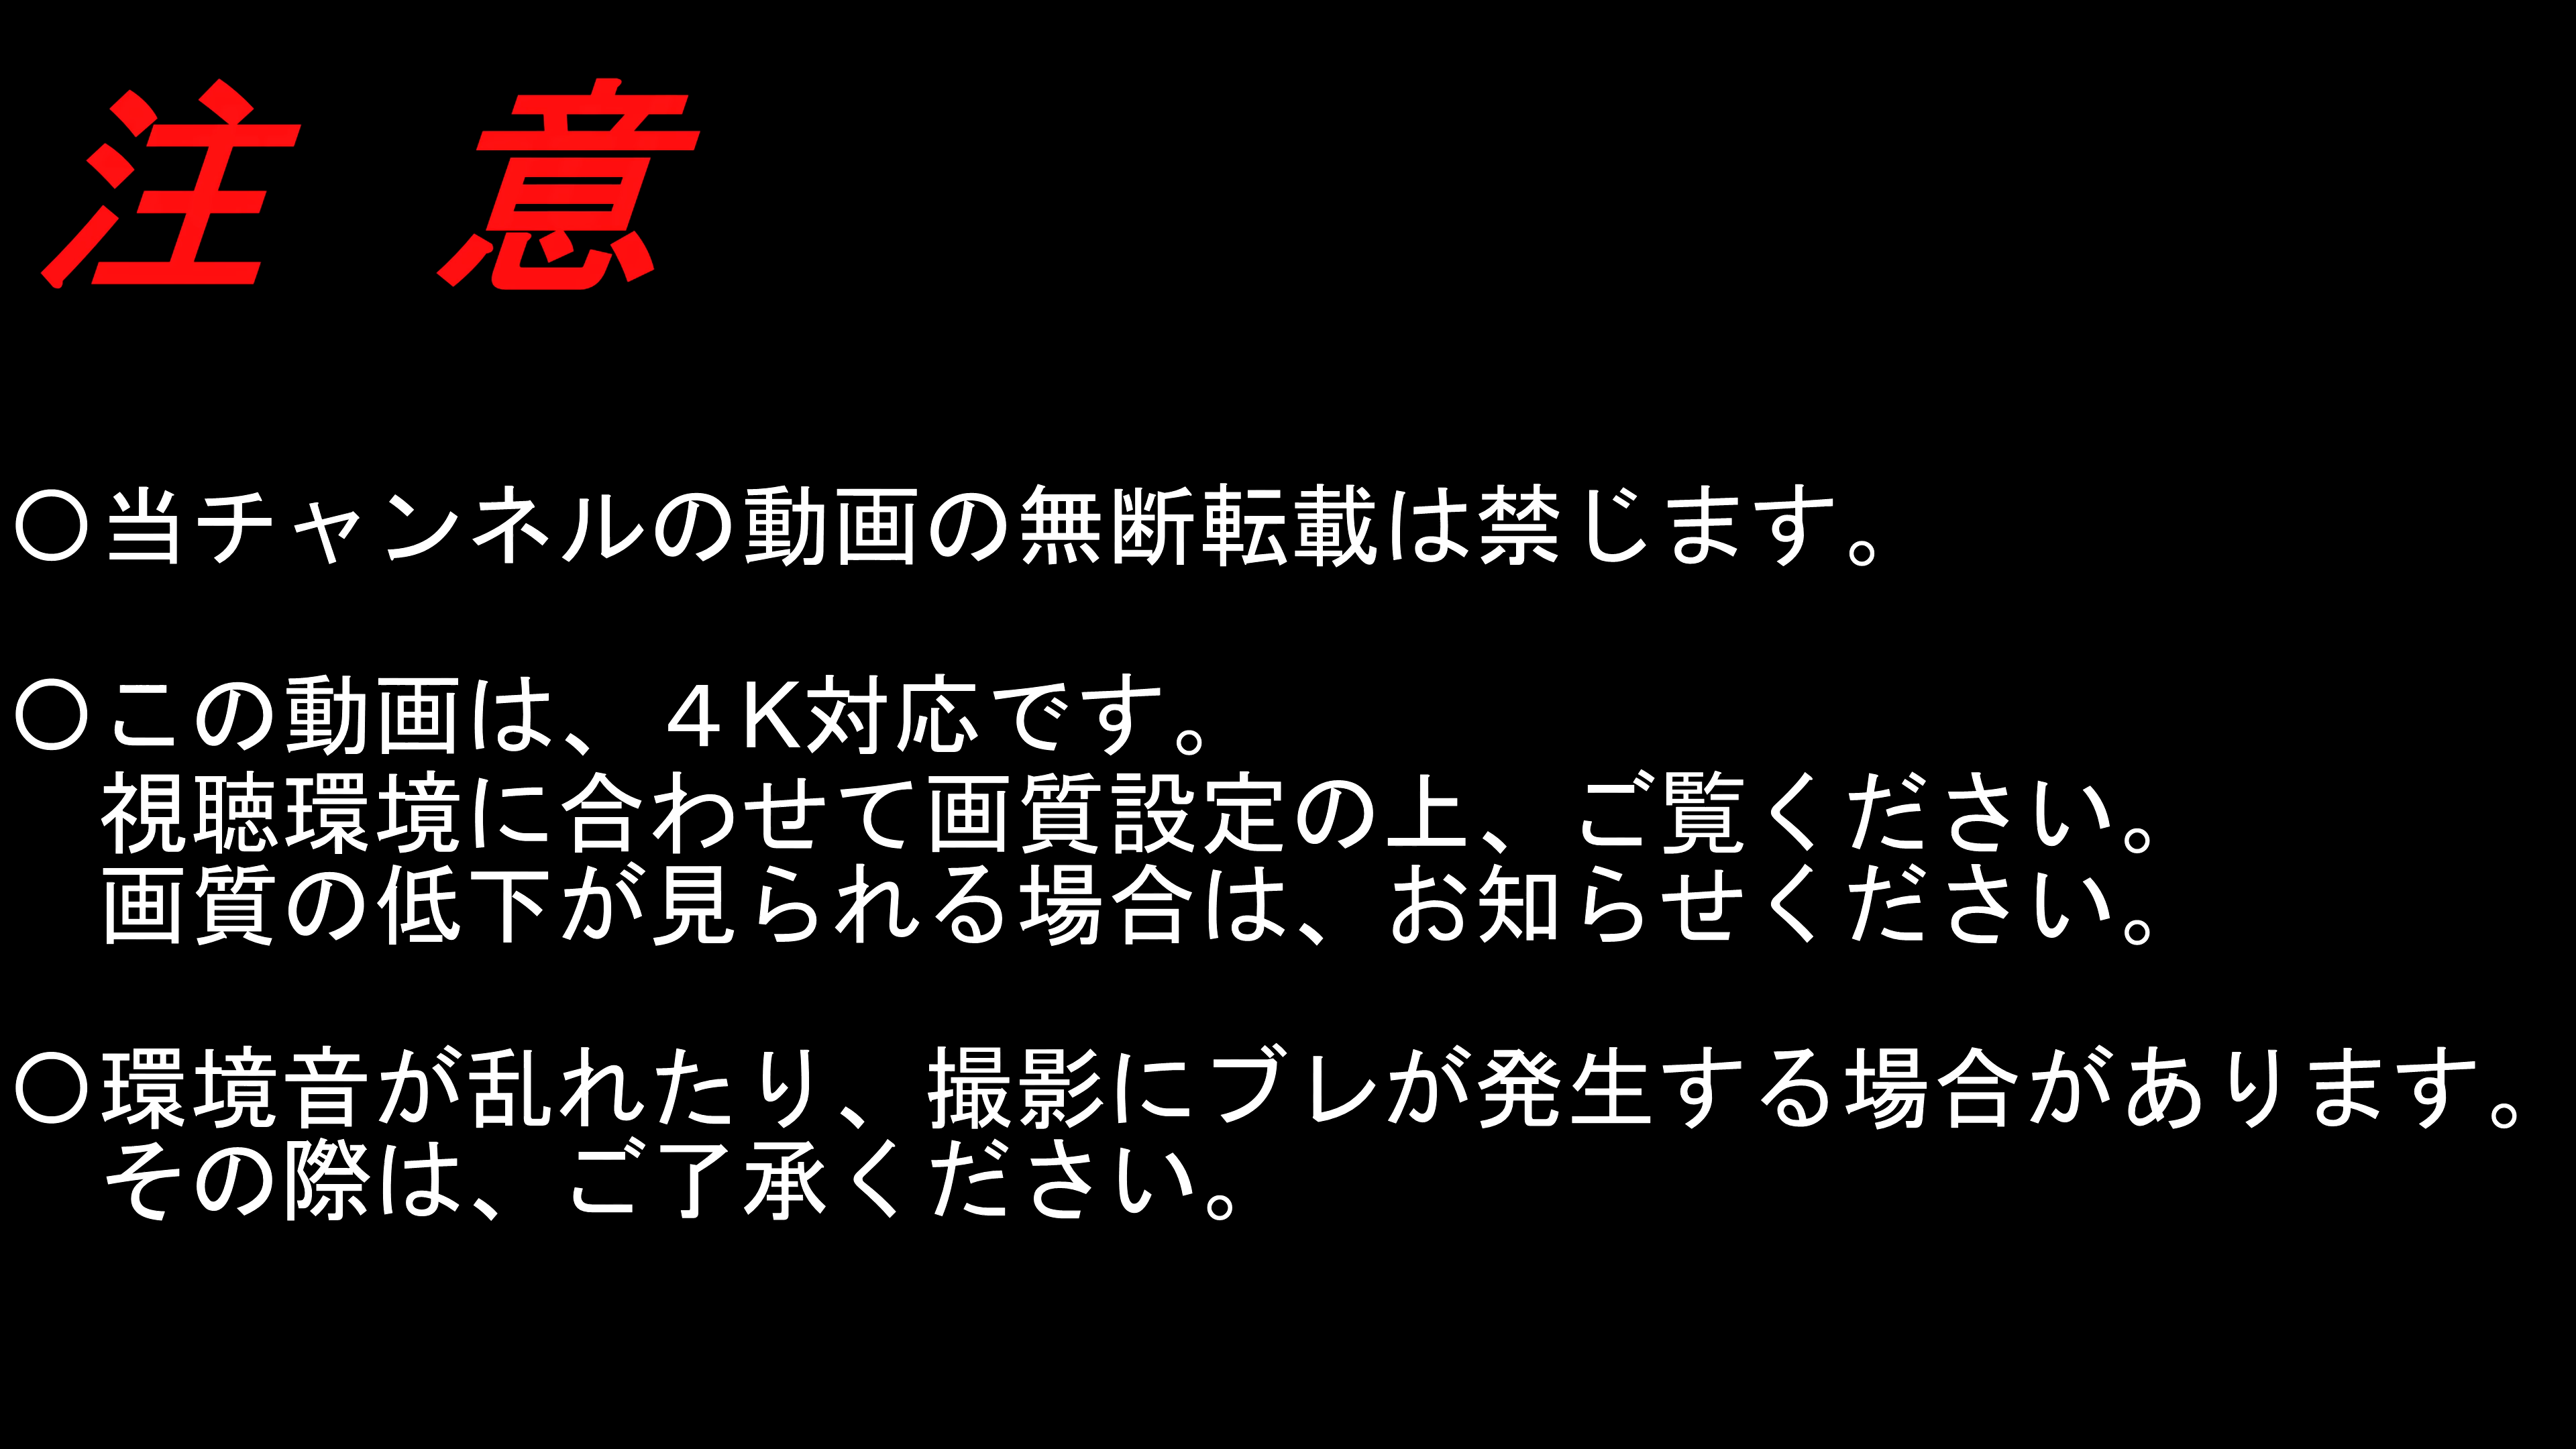 注　意
〇当チャンネルの動画の無断転載は禁じます。
〇この動画は、４Ｋ対応です。
視聴環境に合わせて画質設定の上、ご覧ください。
画質の低下が見られる場合は、お知らせください。
〇環境音が乱れたり、撮影にブレが発生する場合があります。
その際は、ご了承ください。